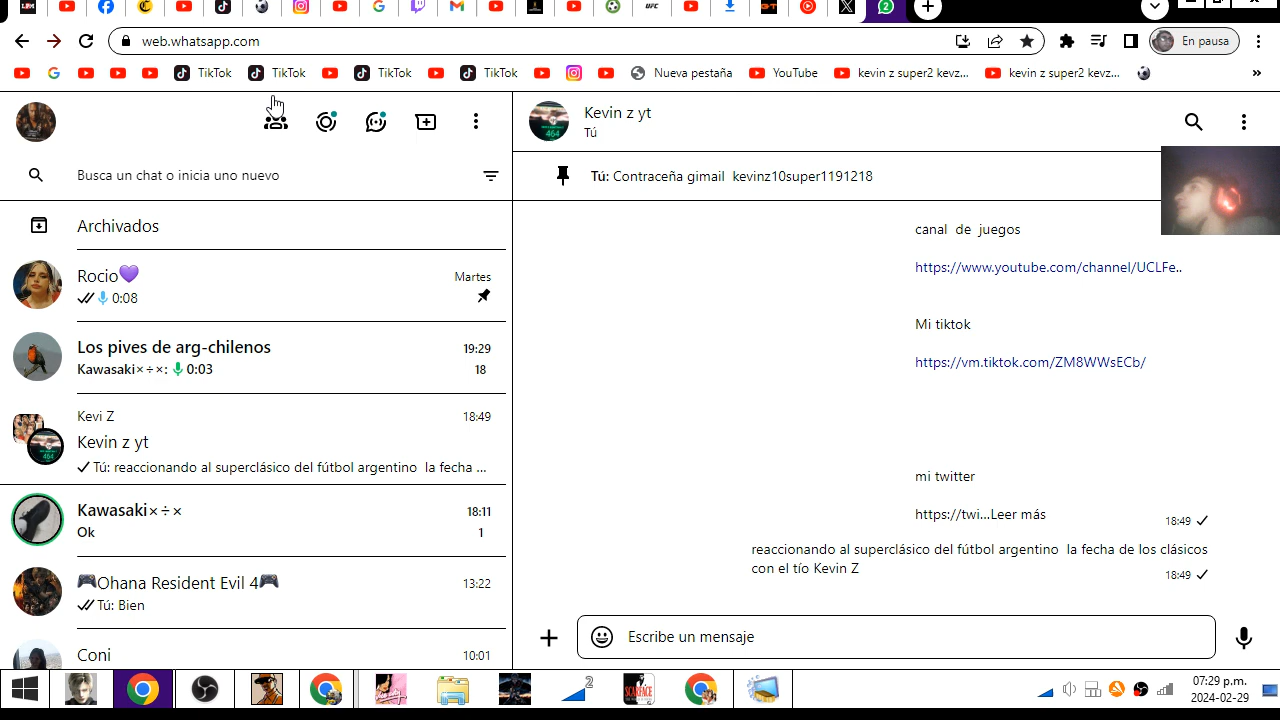 web.whatsapp.com
En pausa
TikTok
TikTok
TikTok
TikTok
Nueva pestaña
YouTube
kevin z super2 kevz...
kevin z super2 kevz...
»
Kevin z yt
Tú
Busca un chat o inicia uno nuevo
Tú: Contraceña gimail kevinz10super1191218
Archivados
Rocio💜
Martes
0:08
Los pives de arg-chilenos
19:29
Kawasaki×÷×: 0:03
18
Kevi Z
18:49
Kevin z yt
Tú: reaccionando al superclásico del fútbol argentino la fecha ...
Kawasaki×÷×
18:11
Ok
1
🎮Ohana Resident Evil 4🎮
13:22
Tú: Bien
Coni
10:01
canal de juegos
https://www.youtube.com/channel/UCLFe..
Mi tiktok
https://vm.tiktok.com/ZM8WWsECb/
mi twitter
https://twi...Leer más
18:49
reaccionando al superclásico del fútbol argentino la fecha de los clásicos
con el tío Kevin Z
18:49
Escribe un mensaje
2
SCARFACE
07:29 p.m.
2024-02-29